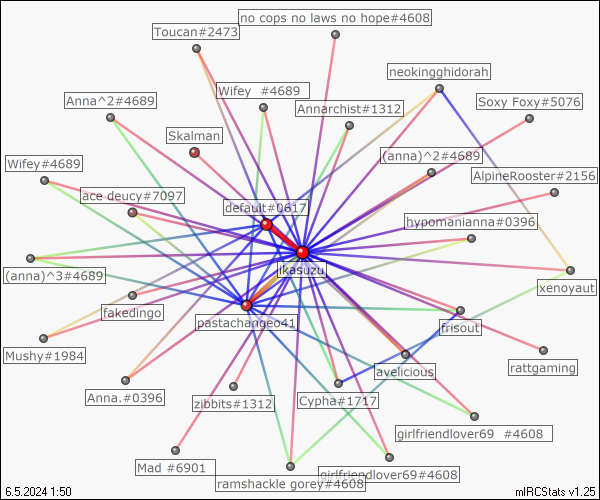 no cops no laws no hope#4608
Toucan#2473
neokingghidorah
Wifey  #4689
Anna^2#4689
Annarchist#1312
Soxy Foxy#5076
Skalman
(anna)^2#4689
Wifey#4689
AlpineRooster#2156
ace deucy#7097
default#0617
hypomanianna#0396
ikasuzu
(anna)^3#4689
xenoyaut
fakedingo
pastachangeo41
frisout
Mushy#1984
rattgaming
avelicious
Anna.#0396
zibbits#1312
Cypha#1717
girlfriendlover69  #4608
Mad #6901
girlfriendlover69#4608
ramshackle gorey#4608
6.5.2024 1:50
mIRCStats v1.25